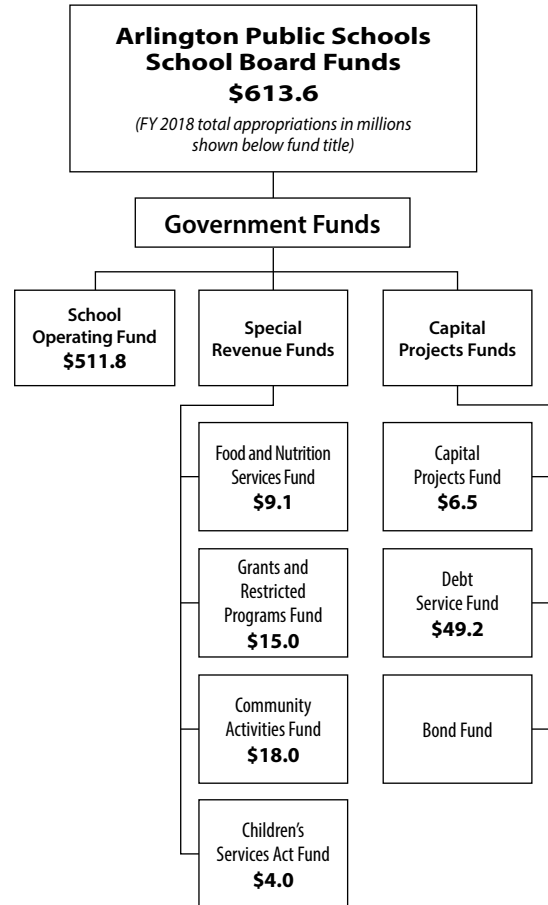 Arlington Public Schools
School Board Funds
$613.6
(FY 2018 total appropriations in millions
shown below fund title)
Government Funds
School
Operating Fund
$511.8
Special
Revenue Funds
Capital
Projects Funds
Food and Nutrition
Services Fund
$9.1
Grants and
Restricted
Programs Fund
$15.0
Community
Activities Fund
$18.0
Children’s
Services Act Fund
$4.0
Capital
Projects Fund
$6.5
Debt
Service Fund
$49.2
Bond Fund